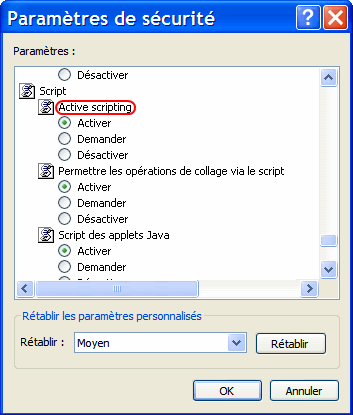 Paramètres de sécurité
Paramètres :
Désactiver
Script
Active scripting
Activer
Demander
Désactiver
Permettre les opérations de collage via le script
Activer
Demander
Désactiver
Script des applets Java
Activer
Demander
Rétablir les paramètres personnalisés
Rétablir : Moyen Rétablir
OK Annuler